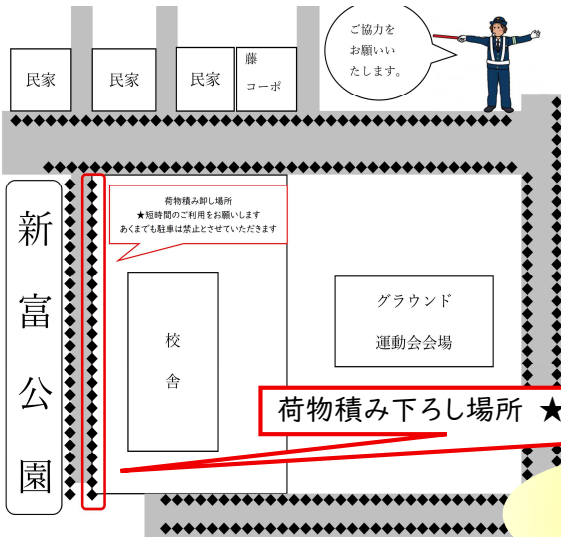 ご協力を
お願いい
たします。
民家
民家
民家
藤
コーポ
荷物積み卸し場所
★短時間のご利用をお願いします
あくまでも駐車は禁止とさせていただきます
新富公園
グラウンド
運動会会場
校舎
荷物積み下ろし場所 ★